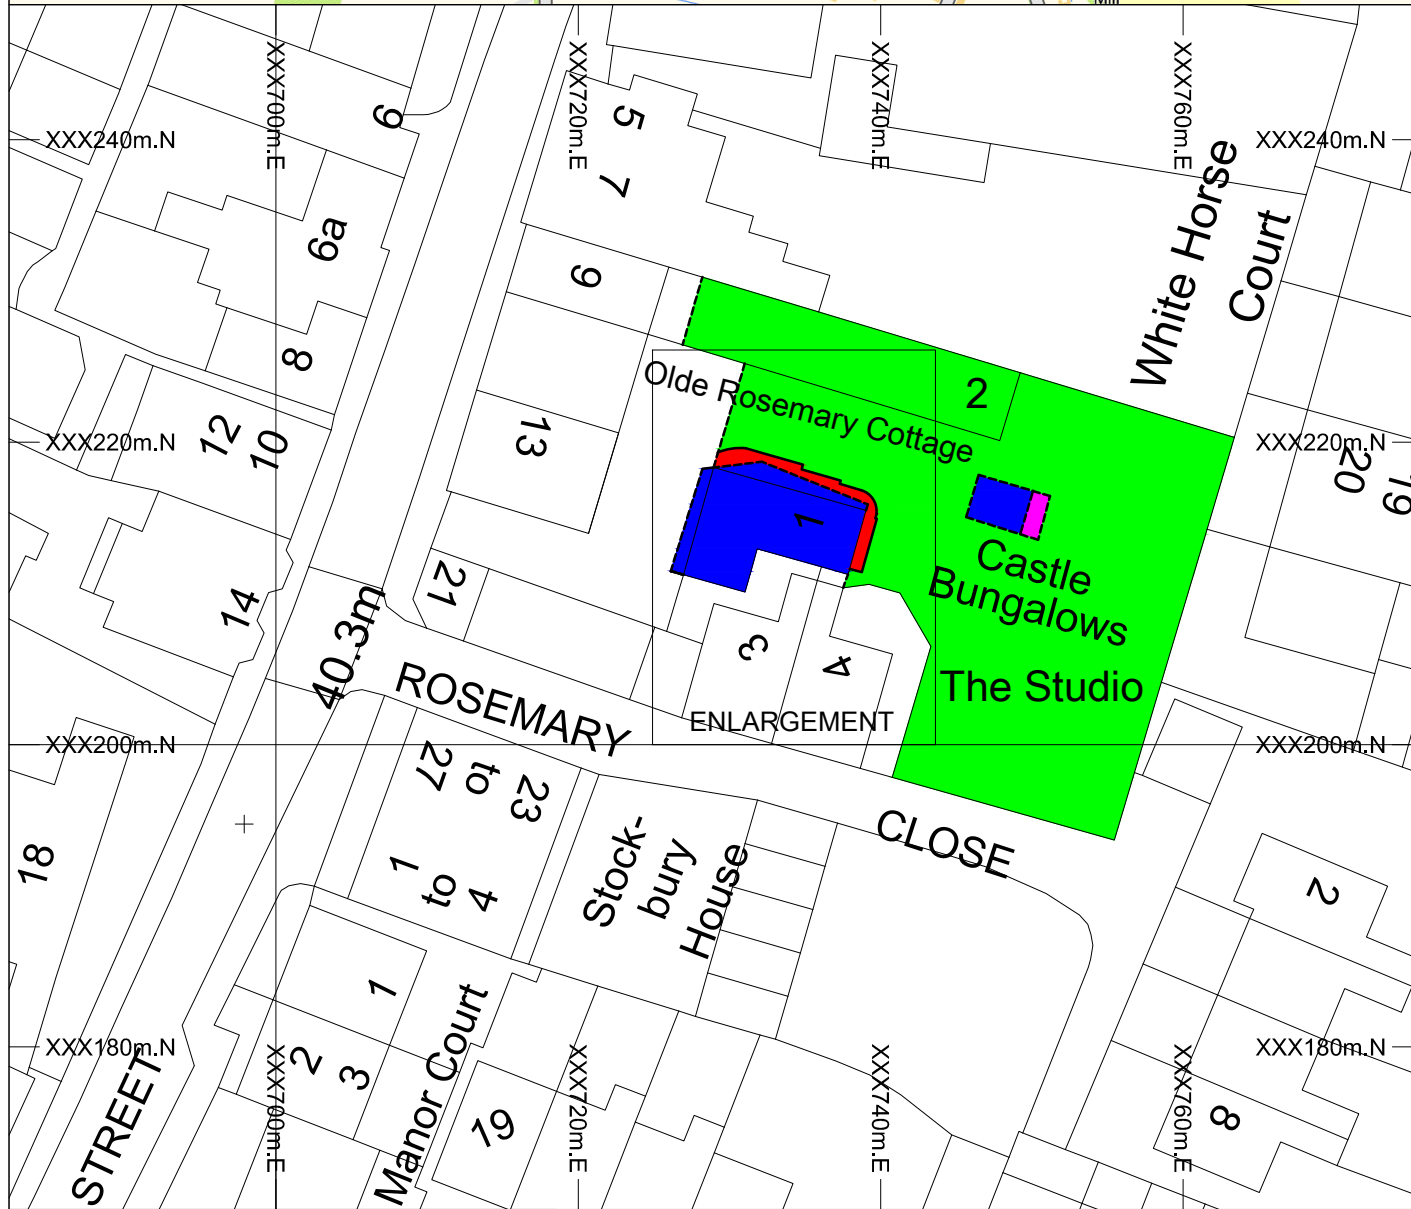 Mill
XXX700m.E
XXX720m.E
XXX740m.E
XXX760m.E
XXX240m.N
XXX240m.N
9
5
7
6a
9
8
White Horse
Court
2
Olde Rosemary Cottage
12
10
13
XXX220m.N
XXX220m.N
20
19
1
Castle
Bungalows
The Studio
14
21
40.3m
3
4
ENLARGEMENT
ROSEMARY
CLOSE
XXX200m.N
XXX200m.N
27
to
23
1
to
4
Stock-
bury
House
18
2
1
2
3
Manor Court
19
8
STREET
XXX180m.N
XXX180m.N
XXX700m.E
XXX720m.E
XXX740m.E
XXX760m.E